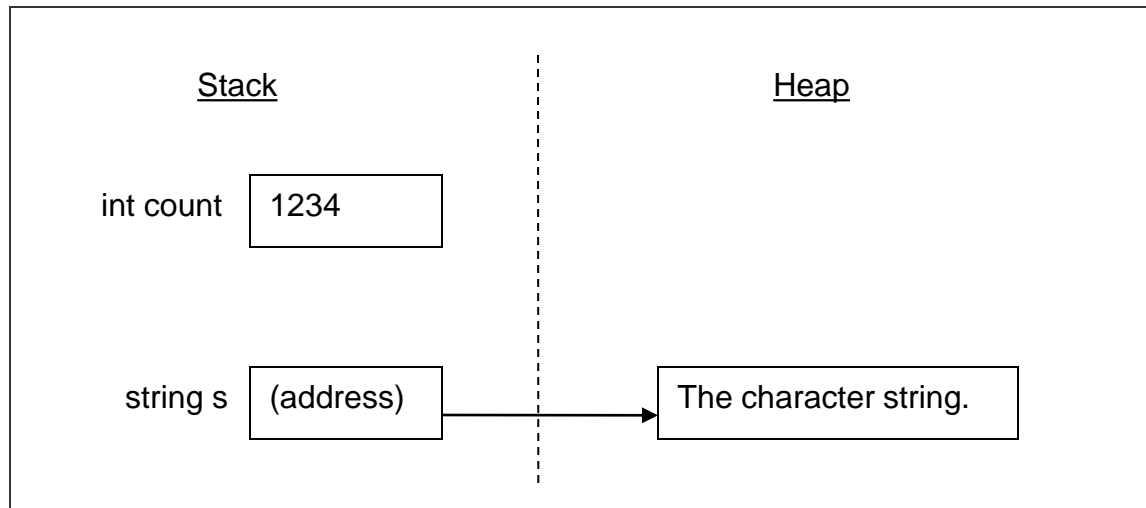 Stack Heap
int count 1234
string s (address) The character string.